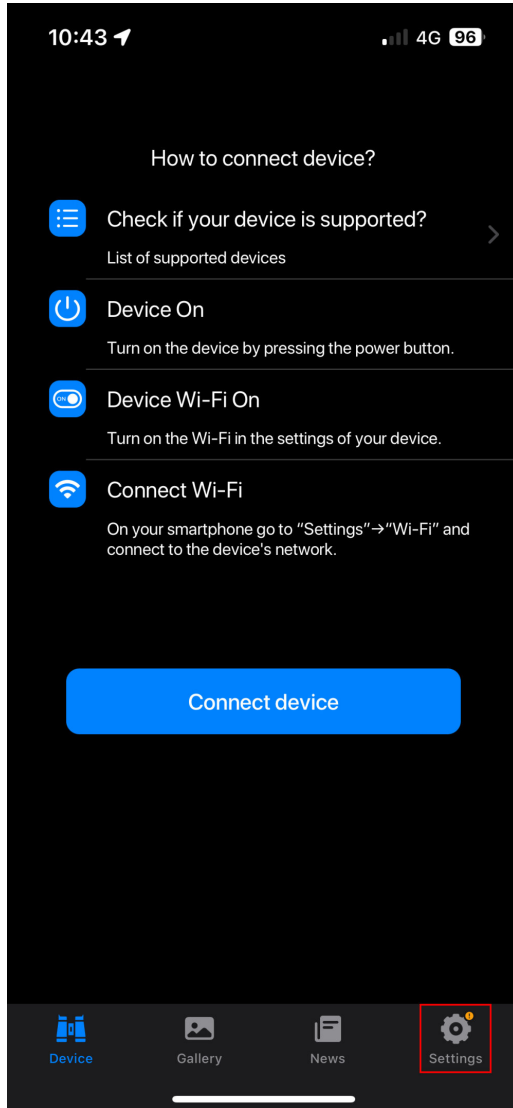 10:43
4G 96
How to connect device?
Check if your device is supported?
List of supported devices
Device On
Turn on the device by pressing the power button.
ON
Device Wi-Fi On
Turn on the Wi-Fi in the settings of your device.
Connect Wi-Fi
On your smartphone go to “Settings”→“Wi-Fi” and
connect to the device's network.
Connect device
Device Gallery News Settings